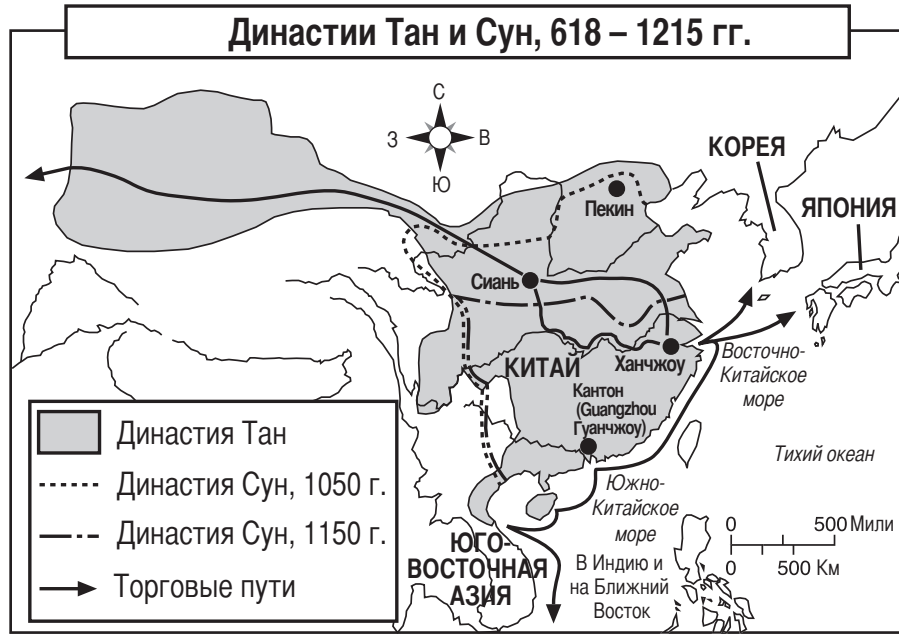 Династии Тан и Сун, 618 – 1215 гг.
С
З
В
Ю
КОРЕЯ
ЯПОНИЯ
Пекин
Сиань
КИТАЙ
Ханчжоу
Восточно-
Китайское
море
Кантон
(Guangzhou
Гуанчжоу)
Тихий океан
Южно-
Китайское
море
ЮГО-
ВОСТОЧНАЯ
АЗИЯ
В Индию и
на Ближний
Восток
0 500 Мили
0 500 Км
Династия Тан
Династия Сун, 1050 г.
Династия Сун, 1150 г.
Торговые пути